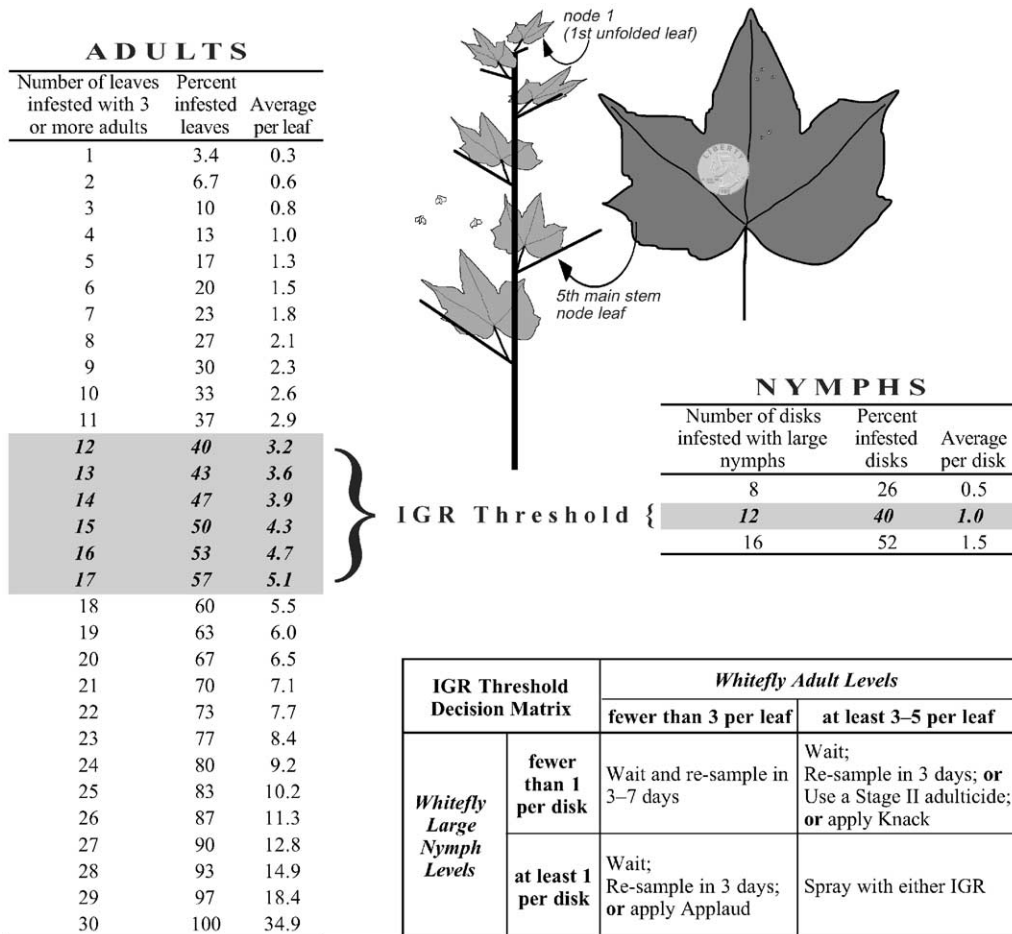 ADULTS
Number of leaves infested with 3 or more adults Percent infested leaves Average per leaf
1 3.4 0.3
2 6.7 0.6
3 10 0.8
4 13 1.0
5 17 1.3
6 20 1.5
7 23 1.8
8 27 2.1
9 30 2.3
10 33 2.6
11 37 2.9
12 40 3.2
13 43 3.6
14 47 3.9
15 50 4.3
16 53 4.7
17 57 5.1
18 60 5.5
19 63 6.0
20 67 6.5
21 70 7.1
22 73 7.7
23 77 8.4
24 80 9.2
25 83 10.2
26 87 11.3
27 90 12.8
28 93 14.9
29 97 18.4
30 100 34.9
node 1
(1st unfolded leaf)
LIBERTY
5th main stem
node leaf
IGR Threshold
NYMPHS
Number of disks infested with large nymphs Percent infested disks Average per disk
8 26 0.5
12 40 1.0
16 52 1.5
IGR Threshold
Decision Matrix
Whitefly Adult Levels
fewer than 3 per leaf
at least 3–5 per leaf
Whitefly
Large
Nymph
Levels
fewer
than 1
per disk
Wait and re-sample in
3–7 days
Wait;
Re-sample in 3 days; or
Use a Stage II adulticide;
or apply Knack
at least 1
per disk
Wait;
Re-sample in 3 days;
or apply Applaud
Spray with either IGR